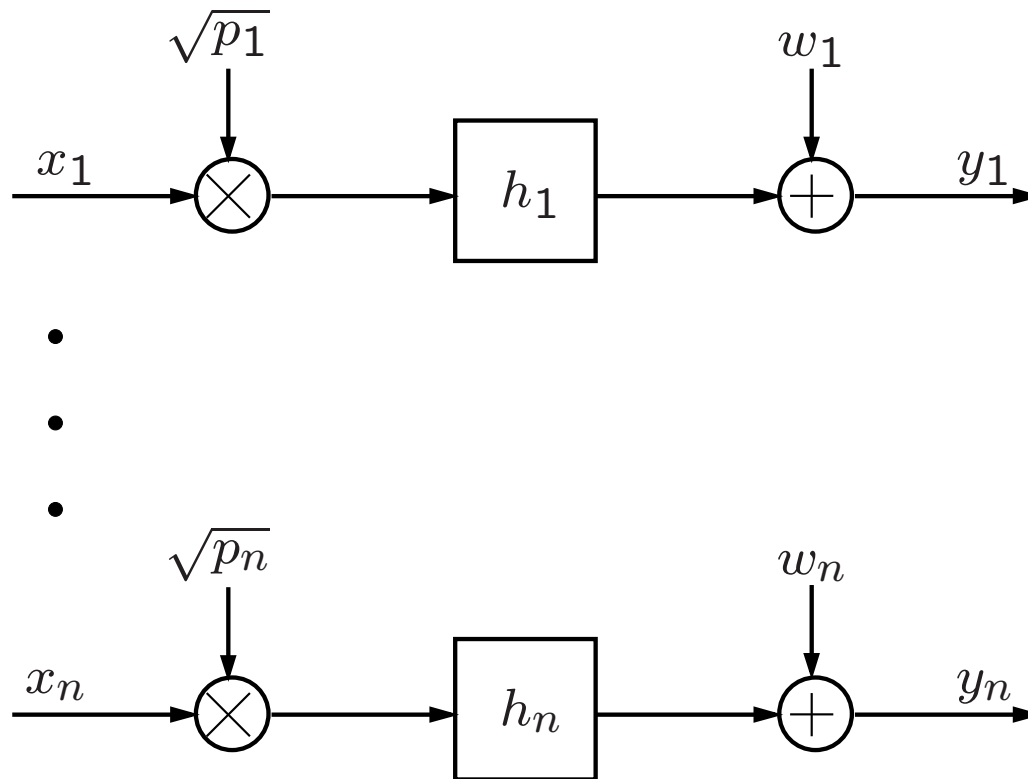 √p₁ w₁
x₁ h₁ y₁
√pₙ wₙ
xₙ hₙ yₙ